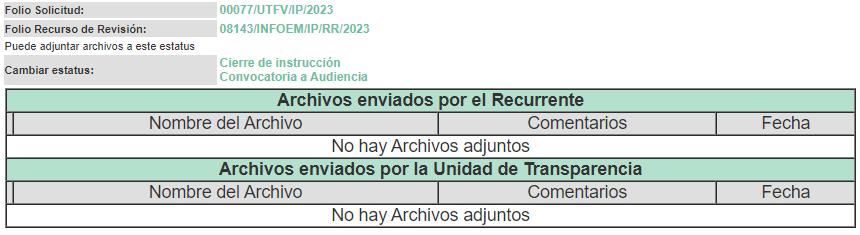 Folio Solicitud: 00077/UTFV/IP/2023
Folio Recurso de Revisión: 08143/INFOEM/IP/RR/2023
Puede adjuntar archivos a este estatus
Cambiar estatus: Cierre de instrucción
Convocatoria a Audiencia
Archivos enviados por el Recurrente
Nombre del Archivo Comentarios Fecha
No hay Archivos adjuntos
Archivos enviados por la Unidad de Transparencia
Nombre del Archivo Comentarios Fecha
No hay Archivos adjuntos